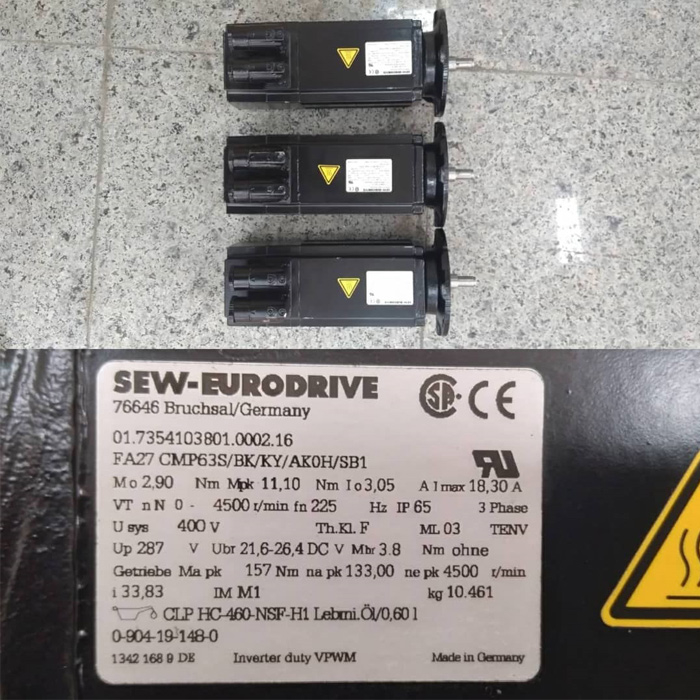 SEW-EURODRIVE
76646 Bruchsal/Germany
SA® CE
01.7354103801.0002.16
FA27 CMP63S/BK/KY/AK0H/SB1
Mo 2,90 Nm Mpk 11,10 Nm Io 3,05 A Imax 18,30 A
VT nN 0 - 4500 r/min fn 225 Hz IP 65 3 Phase
U sys 400 V Th.Kl. F ML 03 TENV
Up 287 V Ubr 21,6-26,4 DC V Mbr 3.8 Nm ohne
Getriebe Ma pk 157 Nm na pk 133,00 ne pk 4500 r/min
i 33,83 IM M1 kg 10.461
CLP HC-460-NSF-H1 Lebmi.Öl/0,60 l
0-904-19-148-0
1342 168 9 DE Inverter duty VPWM Made in Germany